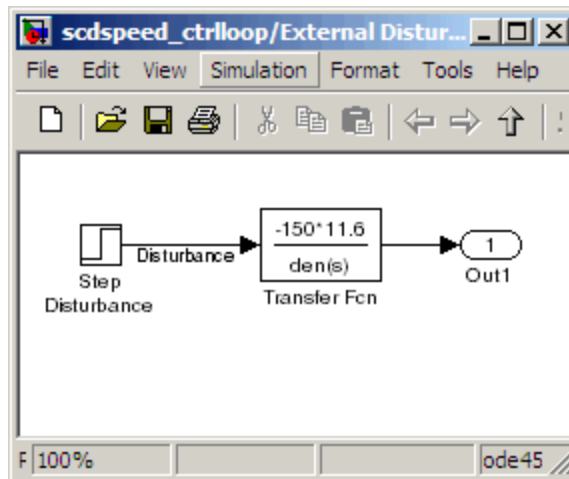 scdspeed_ctrlloop/External Distur...
File Edit View Simulation Format Tools Help
-150*11.6
den(s)
Disturbance
1
Step
Disturbance
Transfer Fcn
Out1
F 100% ode45